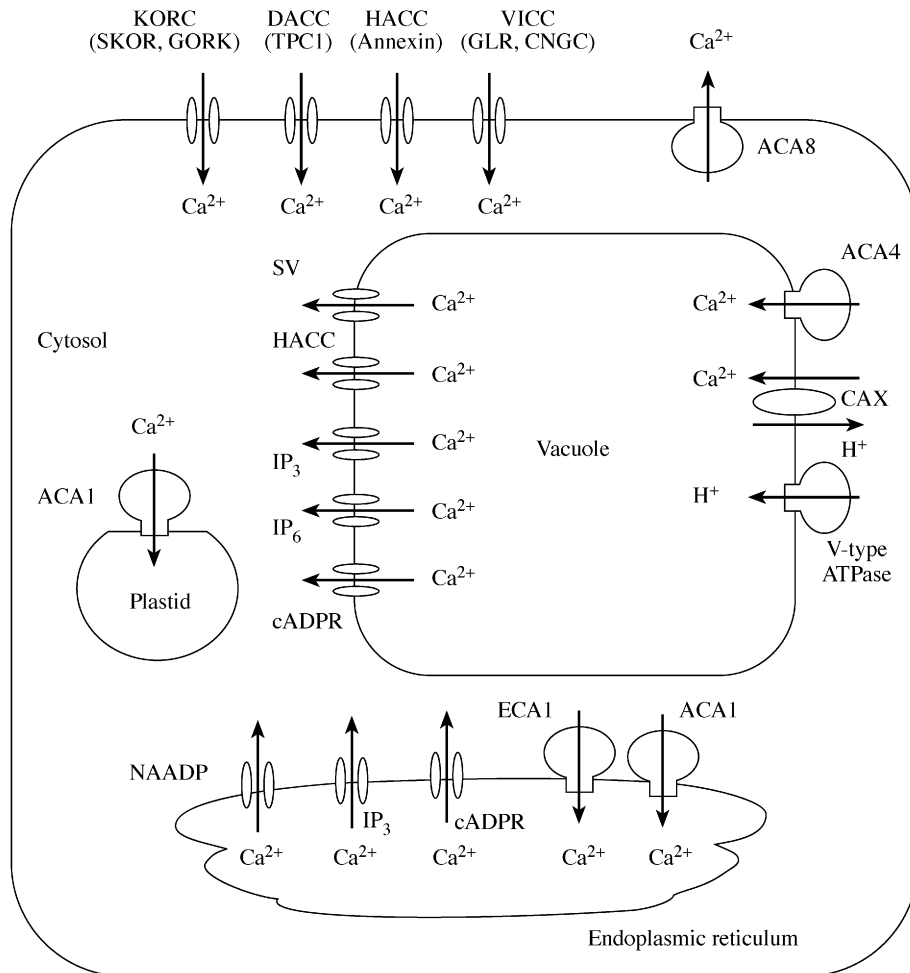 KORC
(SKOR, GORK)
DACC
(TPC1)
HACC
(Annexin)
VICC
(GLR, CNGC)
Ca²⁺
ACA8
Ca²⁺
Ca²⁺
Ca²⁺
Ca²⁺
SV
Ca²⁺
HACC
Ca²⁺
IP₃
Ca²⁺
IP₆
Ca²⁺
cADPR
Ca²⁺
Vacuole
ACA4
Ca²⁺
Ca²⁺
CAX
H⁺
H⁺
V-type
ATPase
Cytosol
Ca²⁺
ACA1
Plastid
NAADP
IP₃
cADPR
ECA1
ACA1
Ca²⁺
Ca²⁺
Ca²⁺
Ca²⁺
Ca²⁺
Endoplasmic reticulum